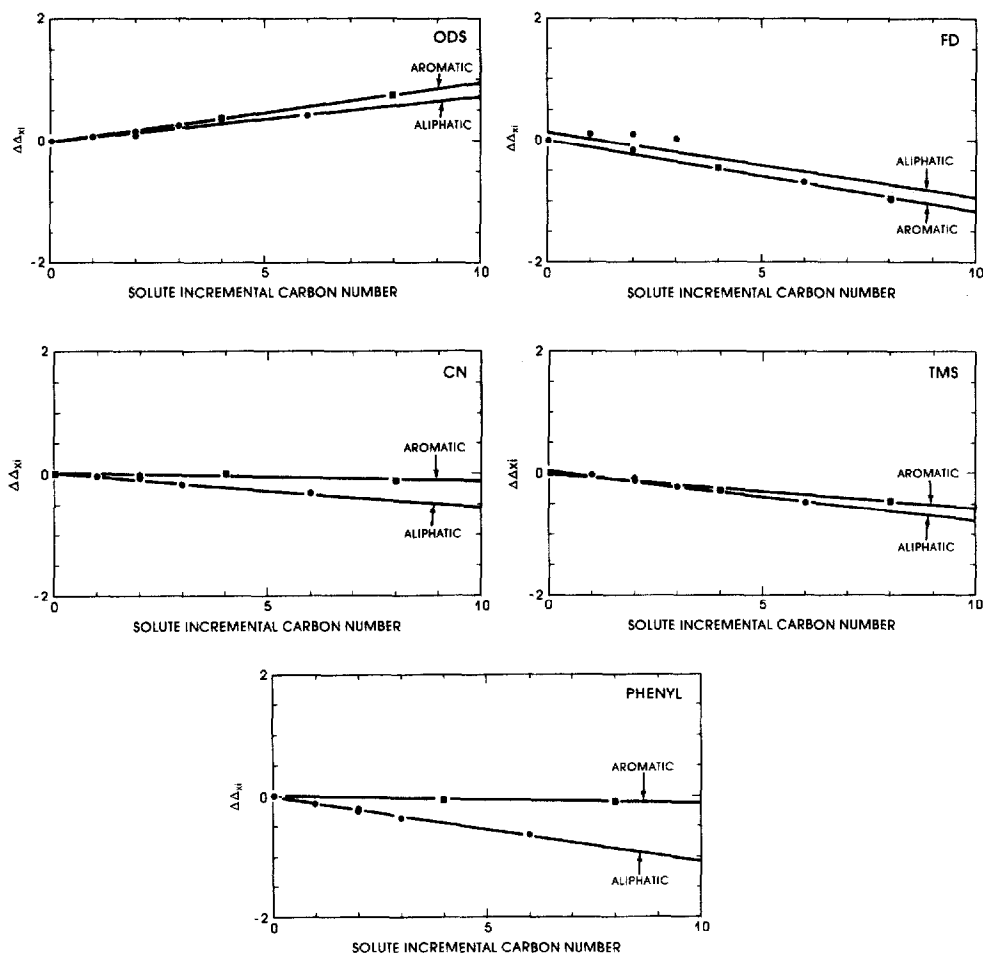 2
ODS
AROMATIC
ΔΔxi
0
ALIPHATIC
-2
0 5 10
SOLUTE INCREMENTAL CARBON NUMBER
2
FD
ΔΔxi
0
ALIPHATIC
AROMATIC
-2
0 5 10
SOLUTE INCREMENTAL CARBON NUMBER
2
CN
AROMATIC
ΔΔxi
0
ALIPHATIC
-2
0 5 10
SOLUTE INCREMENTAL CARBON NUMBER
2
TMS
AROMATIC
ΔΔxi
0
ALIPHATIC
-2
0 5 10
SOLUTE INCREMENTAL CARBON NUMBER
2
PHENYL
AROMATIC
ΔΔxi
0
ALIPHATIC
-2
0 5 10
SOLUTE INCREMENTAL CARBON NUMBER